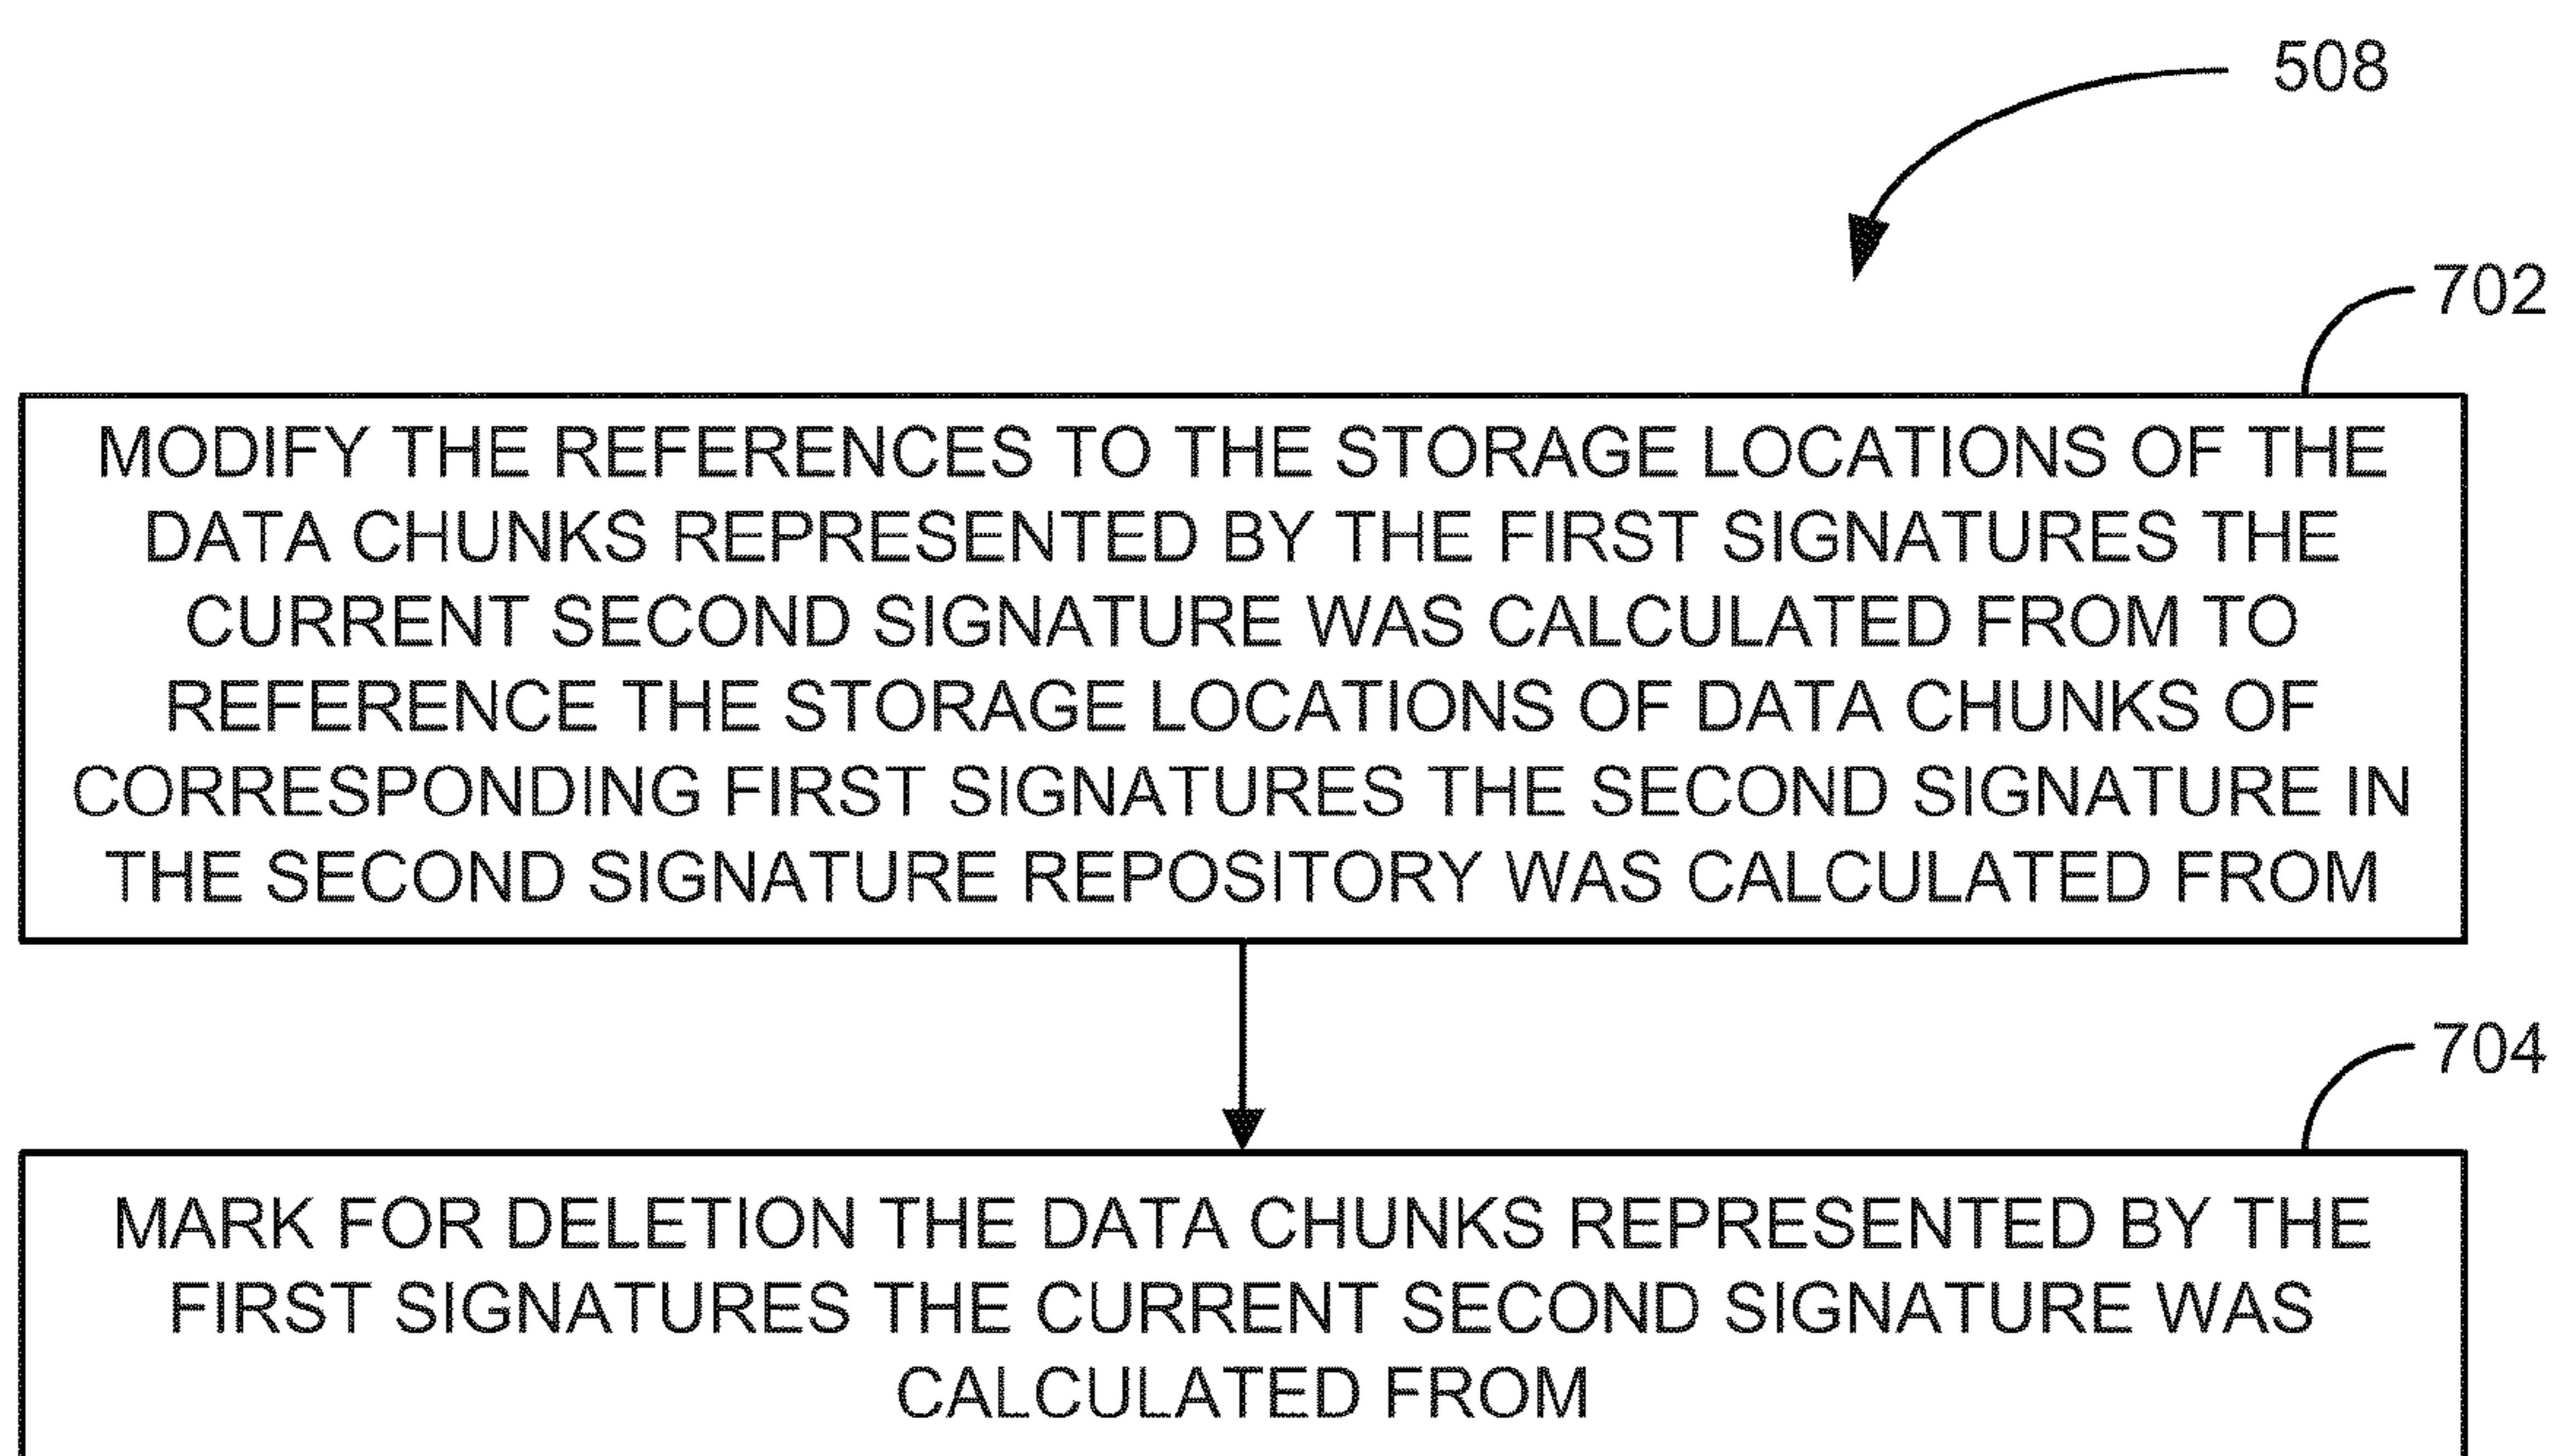 508
702
MODIFY THE REFERENCES TO THE STORAGE LOCATIONS OF THE
DATA CHUNKS REPRESENTED BY THE FIRST SIGNATURES THE
CURRENT SECOND SIGNATURE WAS CALCULATED FROM TO
REFERENCE THE STORAGE LOCATIONS OF DATA CHUNKS OF
CORRESPONDING FIRST SIGNATURES THE SECOND SIGNATURE IN
THE SECOND SIGNATURE REPOSITORY WAS CALCULATED FROM
704
MARK FOR DELETION THE DATA CHUNKS REPRESENTED BY THE
FIRST SIGNATURES THE CURRENT SECOND SIGNATURE WAS
CALCULATED FROM